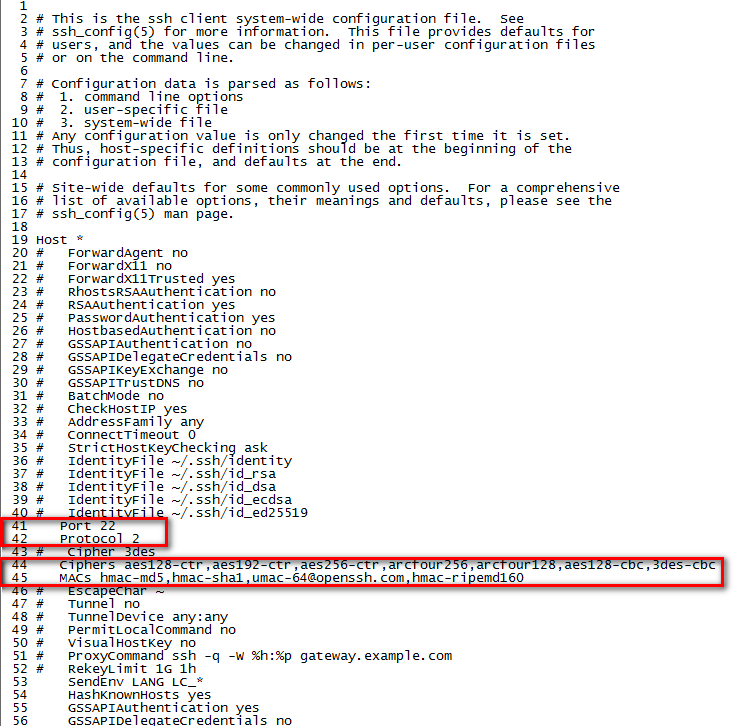 1
2 # This is the ssh client system-wide configuration file.  See
3 # ssh_config(5) for more information.  This file provides defaults for
4 # users, and the values can be changed in per-user configuration files
5 # or on the command line.
6
7 # Configuration data is parsed as follows:
8 #  1. command line options
9 #  2. user-specific file
10 #  3. system-wide file
11 # Any configuration value is only changed the first time it is set.
12 # Thus, host-specific definitions should be at the beginning of the
13 # configuration file, and defaults at the end.
14
15 # Site-wide defaults for some commonly used options.  For a comprehensive
16 # list of available options, their meanings and defaults, please see the
17 # ssh_config(5) man page.
18
19 Host *
20 #   ForwardAgent no
21 #   ForwardX11 no
22 #   ForwardX11Trusted yes
23 #   RhostsRSAAuthentication no
24 #   RSAAuthentication yes
25 #   PasswordAuthentication yes
26 #   HostbasedAuthentication no
27 #   GSSAPIAuthentication no
28 #   GSSAPIDelegateCredentials no
29 #   GSSAPIKeyExchange no
30 #   GSSAPITrustDNS no
31 #   BatchMode no
32 #   CheckHostIP yes
33 #   AddressFamily any
34 #   ConnectTimeout 0
35 #   StrictHostKeyChecking ask
36 #   IdentityFile ~/.ssh/identity
37 #   IdentityFile ~/.ssh/id_rsa
38 #   IdentityFile ~/.ssh/id_dsa
39 #   IdentityFile ~/.ssh/id_ecdsa
40 #   IdentityFile ~/.ssh/id_ed25519
41    Port 22
42    Protocol 2
43 #   Cipher 3des
44    Ciphers aes128-ctr,aes192-ctr,aes256-ctr,arcfour256,arcfour128,aes128-cbc,3des-cbc
45    MACs hmac-md5,hmac-sha1,umac-64@openssh.com,hmac-ripemd160
46 #   EscapeChar ~
47 #   Tunnel no
48 #   TunnelDevice any:any
49 #   PermitLocalCommand no
50 #   VisualHostKey no
51 #   ProxyCommand ssh -q -W %h:%p gateway.example.com
52 #   RekeyLimit 1G 1h
53     SendEnv LANG LC_*
54     HashKnownHosts yes
55     GSSAPIAuthentication yes
56     GSSAPIDelegateCredentials no